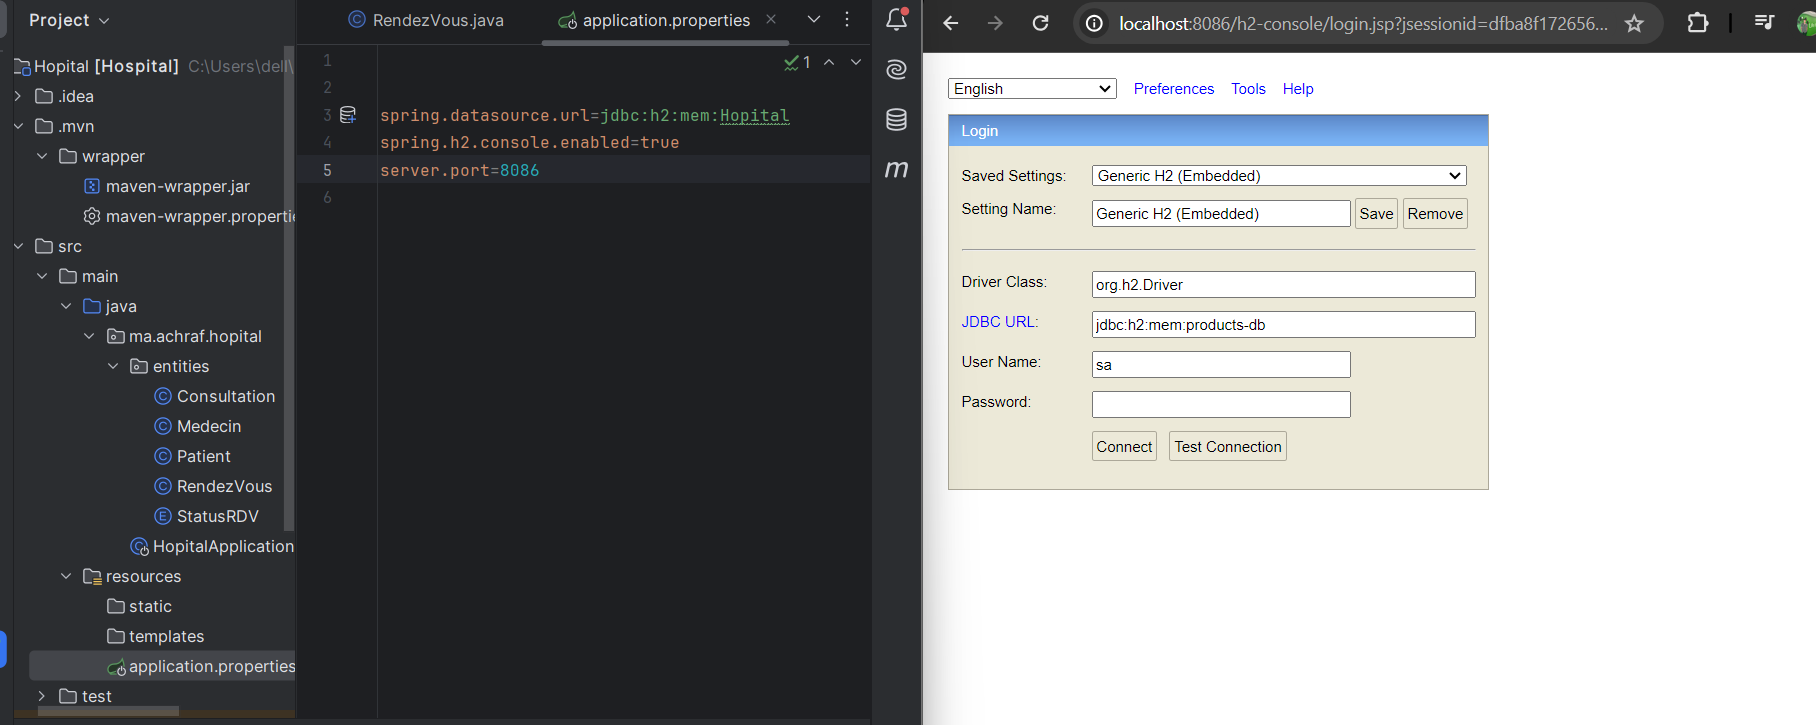 Project
Hopital [Hospital] C:\Users\dell\
.idea
.mvn
wrapper
maven-wrapper.jar
maven-wrapper.propertie
src
main
java
ma.achraf.hopital
entities
Consultation
Medecin
Patient
RendezVous
StatusRDV
HopitalApplication
resources
static
templates
application.properties
test
RendezVous.java
application.properties
1
1
2
3 spring.datasource.url=jdbc:h2:mem:Hopital
4 spring.h2.console.enabled=true
5 server.port=8086
6
m
localhost:8086/h2-console/login.jsp?jsessionid=dfba8f172656...
English Preferences Tools Help
Login
Saved Settings: Generic H2 (Embedded)
Setting Name: Generic H2 (Embedded) Save Remove
Driver Class: org.h2.Driver
JDBC URL: jdbc:h2:mem:products-db
User Name: sa
Password:
Connect Test Connection